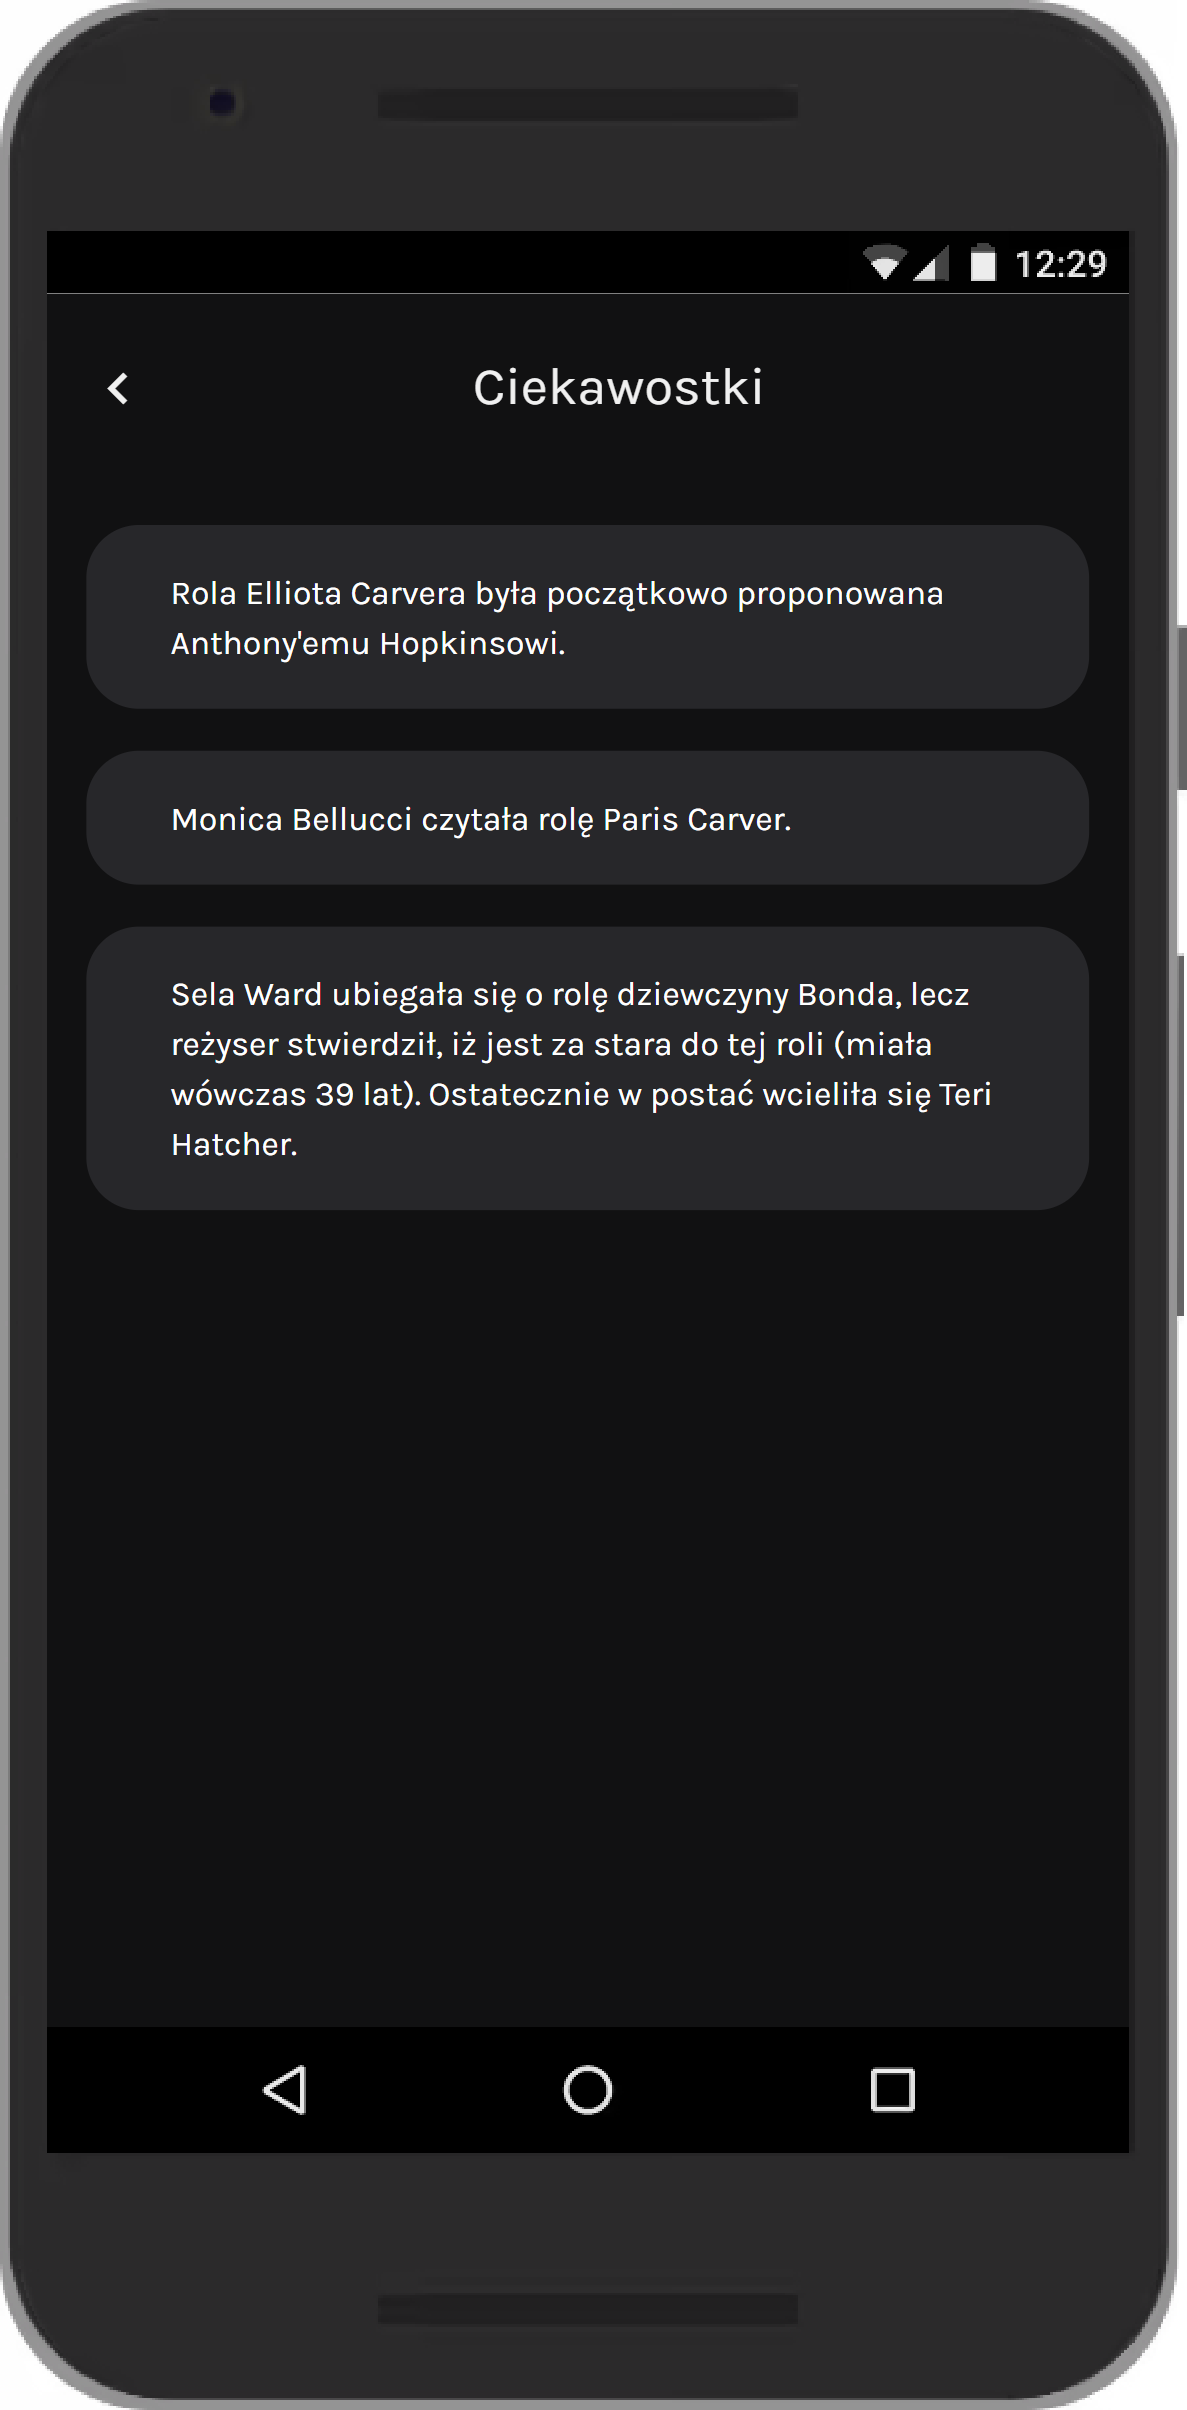 12:29
Ciekawostki
Rola Elliota Carvera była początkowo proponowana
Anthony'emu Hopkinsowi.
Monica Bellucci czytała rolę Paris Carver.
Sela Ward ubiegała się o rolę dziewczyny Bonda, lecz
reżyser stwierdził, iż jest za stara do tej roli (miała
wówczas 39 lat). Ostatecznie w postać wcieliła się Teri
Hatcher.